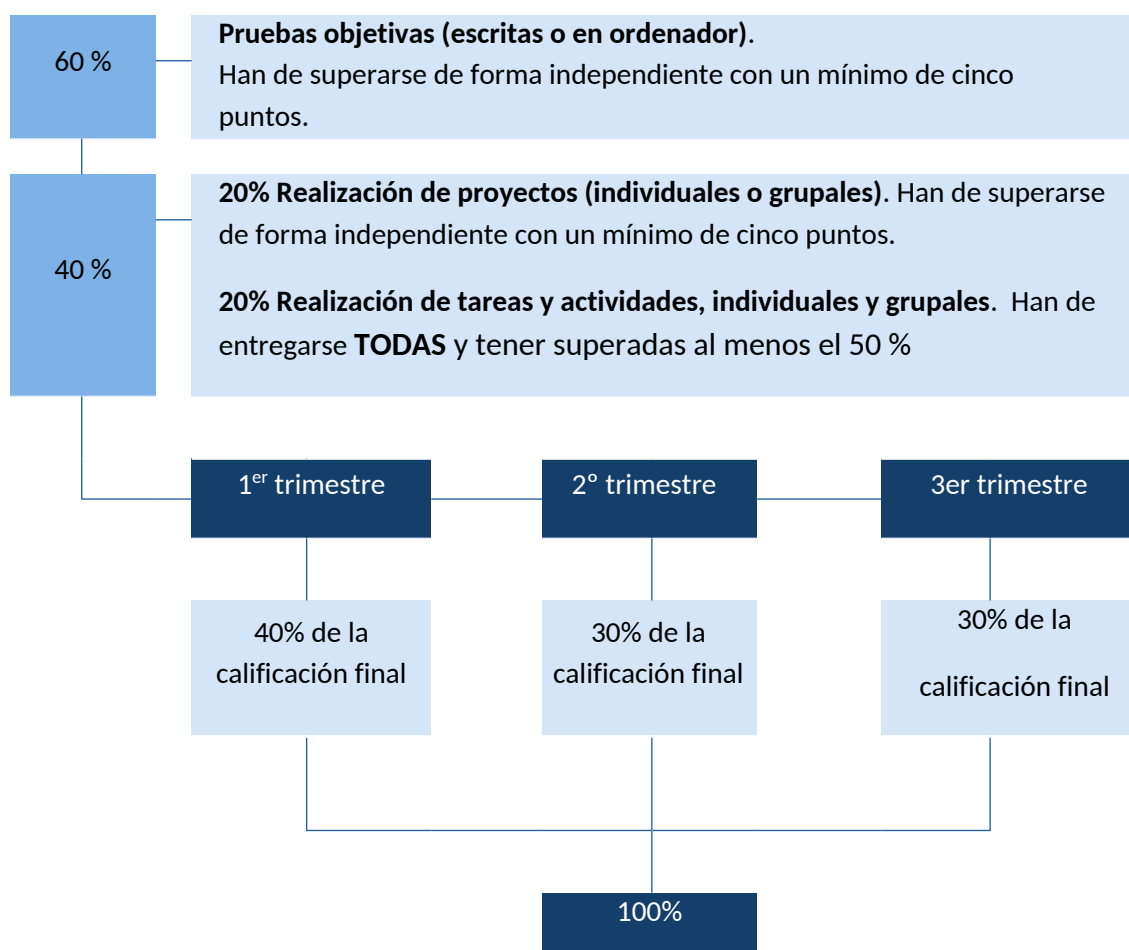 60 %
Pruebas objetivas (escritas o en ordenador).
Han de superarse de forma independiente con un mínimo de cinco
puntos.
40 %
20% Realización de proyectos (individuales o grupales). Han de superarse
de forma independiente con un mínimo de cinco puntos.
20% Realización de tareas y actividades, individuales y grupales.  Han de
entregarse TODAS y tener superadas al menos el 50 %
1er trimestre
2º trimestre
3er trimestre
40% de la
calificación final
30% de la
calificación final
30% de la
calificación final
100%